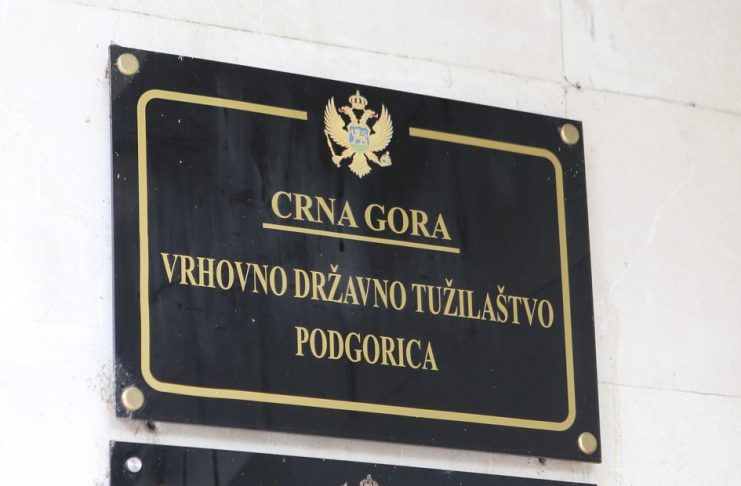 CRNA GORA
VRHOVNO DRŽAVNO TUŽILAŠTVO
PODGORICA